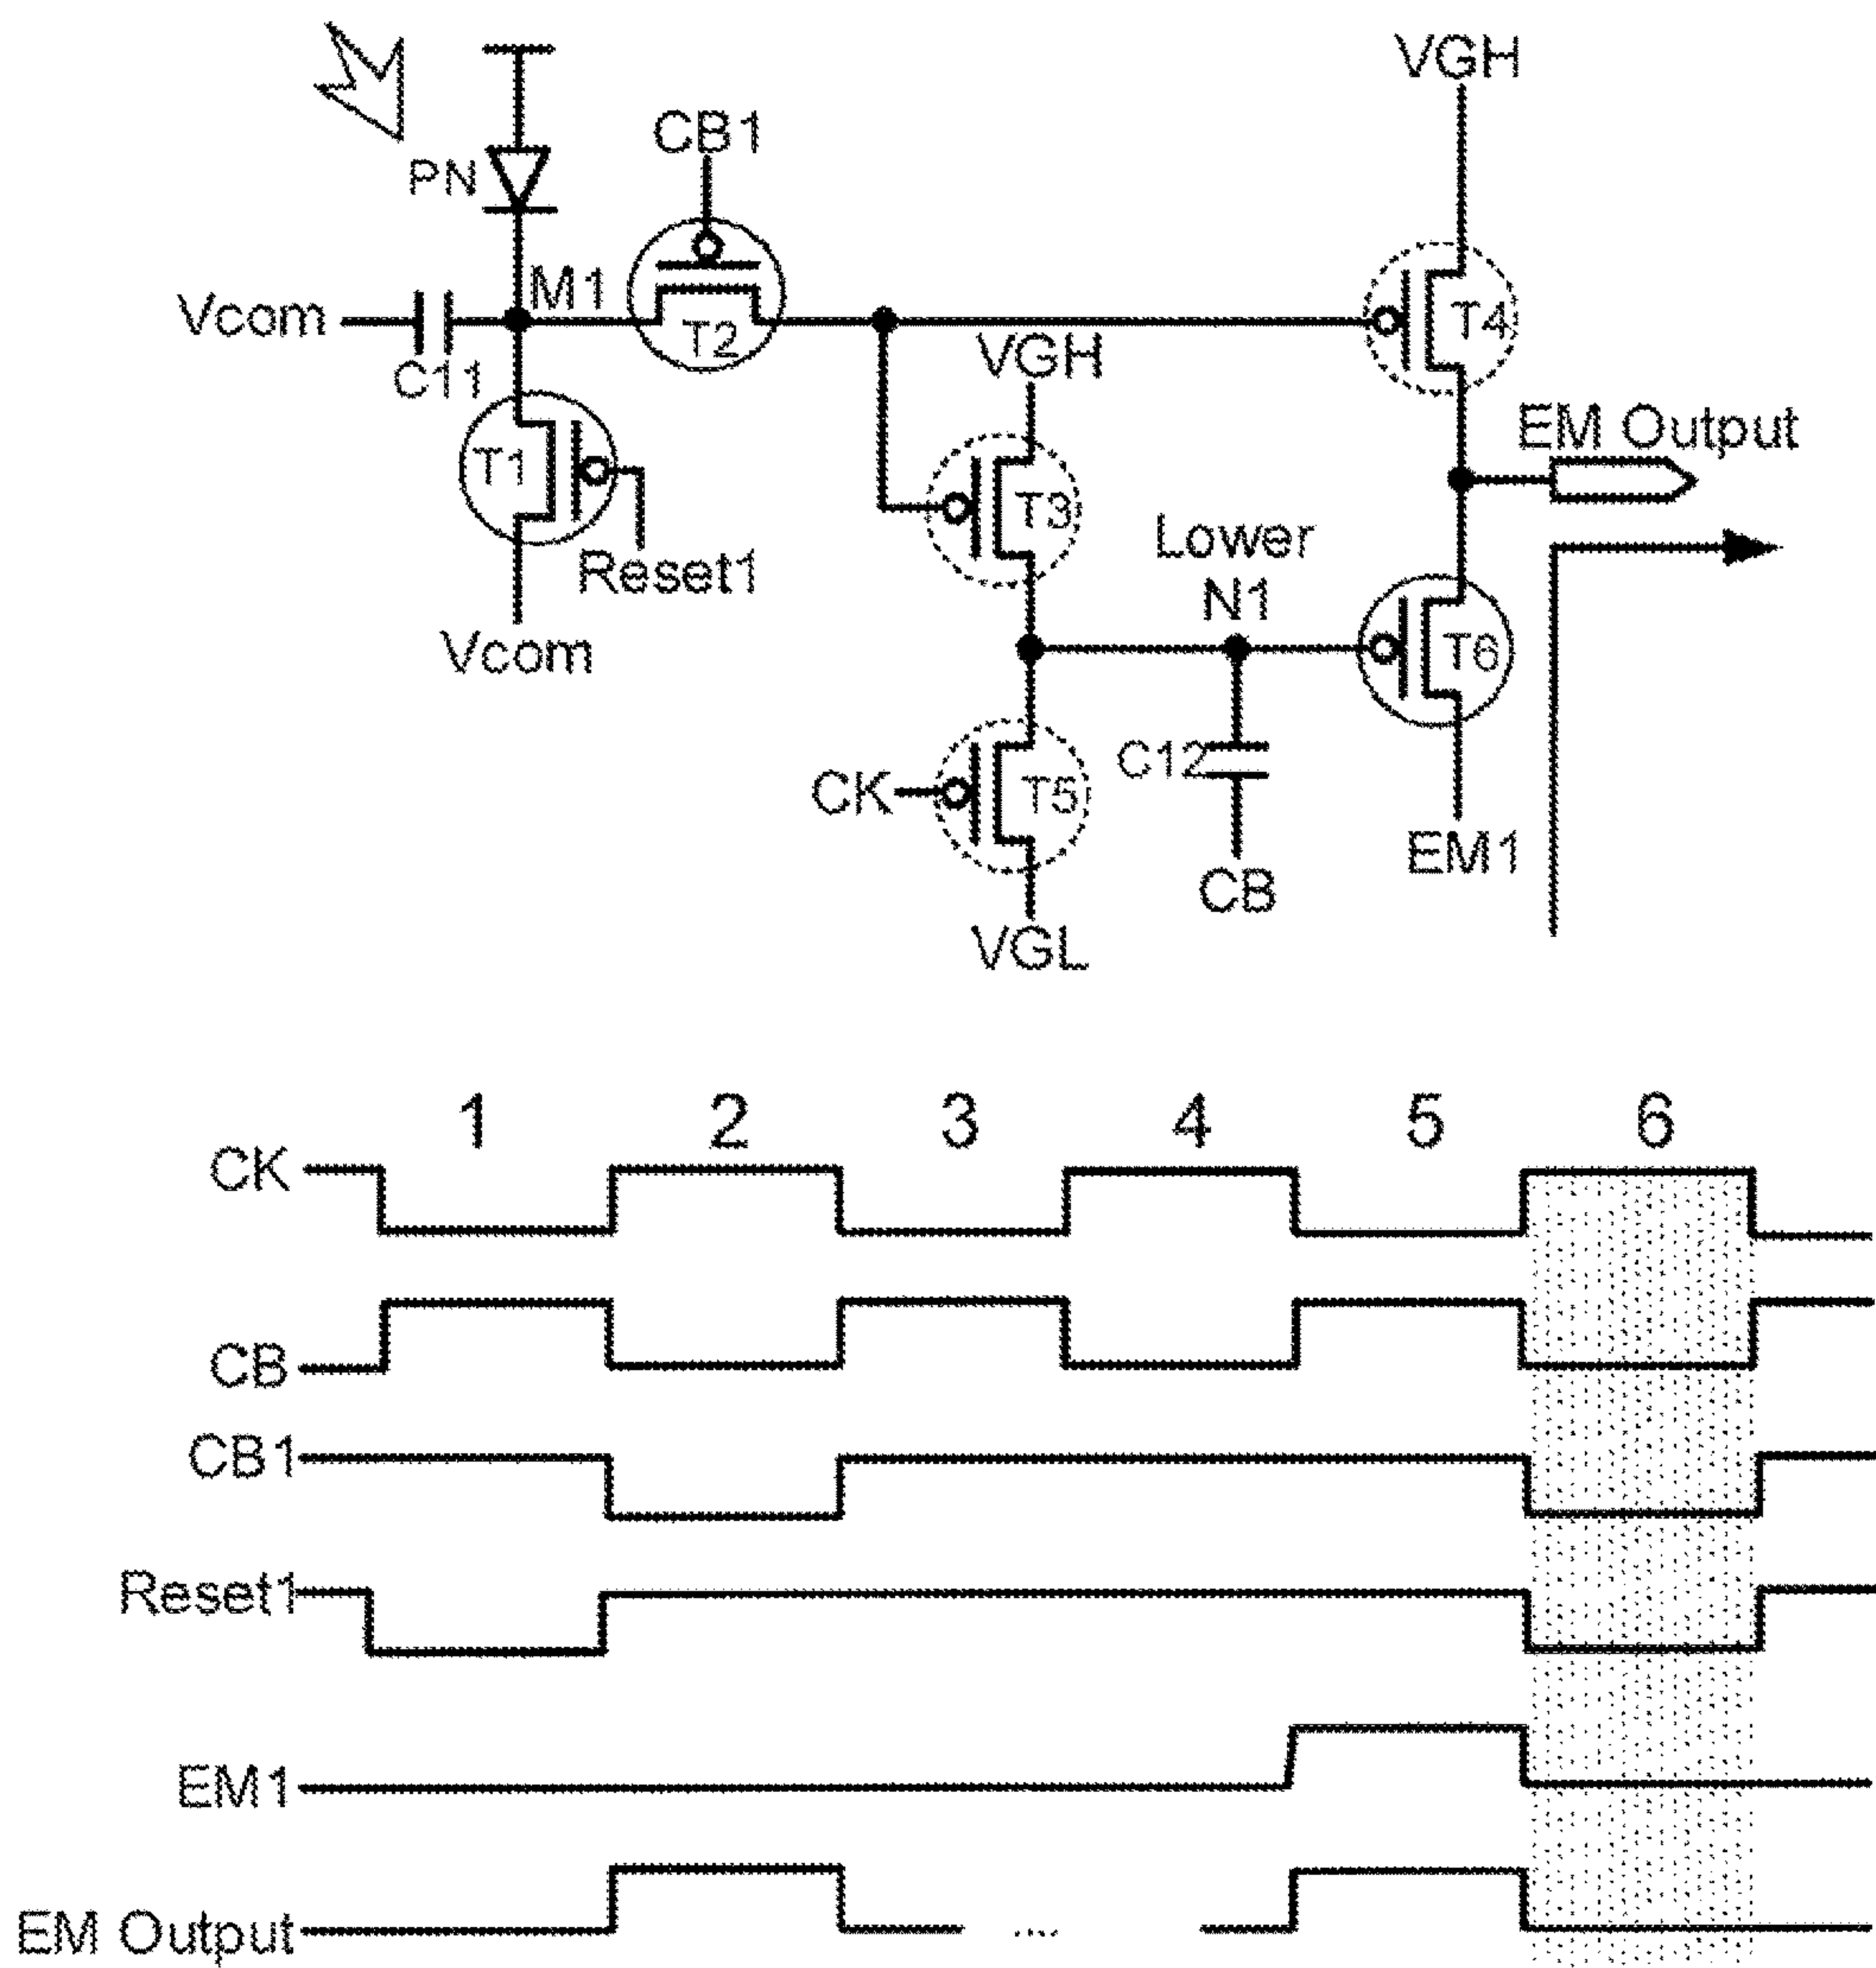 VGH
CB1
PN
M1
Vcom
T2
T4
C11
VGH
EM Output
T1
T3
Reset1
Lower
N1
Vcom
T6
CK
T5
C12
EM1
CB
VGL
1 2 3 4 5 6
CK
CB
CB1
Reset1
EM1
EM Output
...